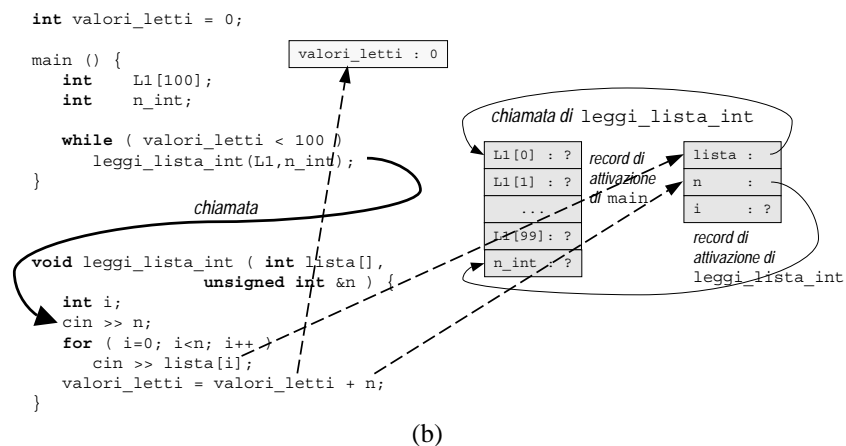 int valori_letti = 0;
main () {
int L1[100];
int n_int;
while ( valori_letti < 100 )
leggi_lista_int(L1,n_int);
}
chiamata
void leggi_lista_int ( int lista[],
unsigned int &n ) {
int i;
cin >> n;
for ( i=0; i<n; i++ )
cin >> lista[i];
valori_letti = valori_letti + n;
}
valori_letti : 0
chiamata di leggi_lista_int
L1[0] : ?
L1[1] : ?
...
L1[99]: ?
n_int : ?
record di
attivazione
di main
lista :
n :
i : ?
record di
attivazione di
leggi_lista_int
(b)